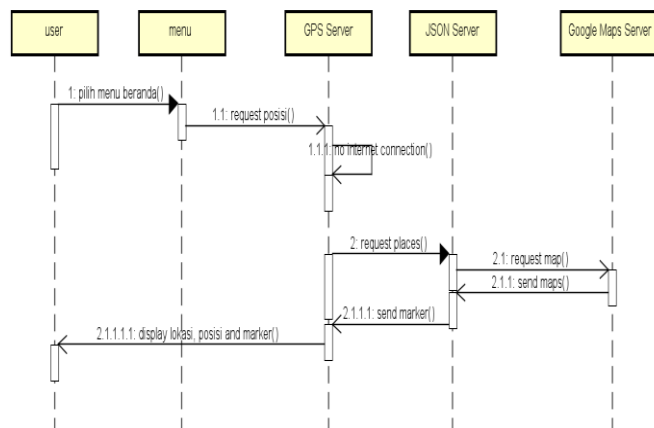 user
menu
GPS Server
JSON Server
Google Maps Server
1: pilih menu beranda()
1.1: request posisi()
1.1.1: no internet connection()
2: request places()
2.1: request map()
2.1.1: send maps()
2.1.1.1: send marker()
2.1.1.1.1: display lokasi, posisi and marker()